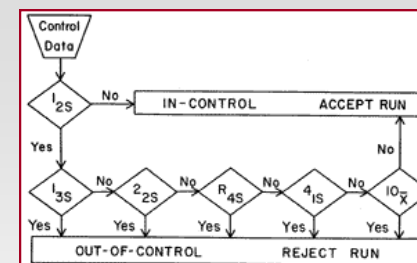 Control
Data
1 2S
No
IN-CONTROL ACCEPT RUN
Yes
No
1 3S
No
2 2S
No
R 4S
No
4 1S
No
10 x̄
Yes
Yes
Yes
Yes
Yes
OUT-OF-CONTROL REJECT RUN